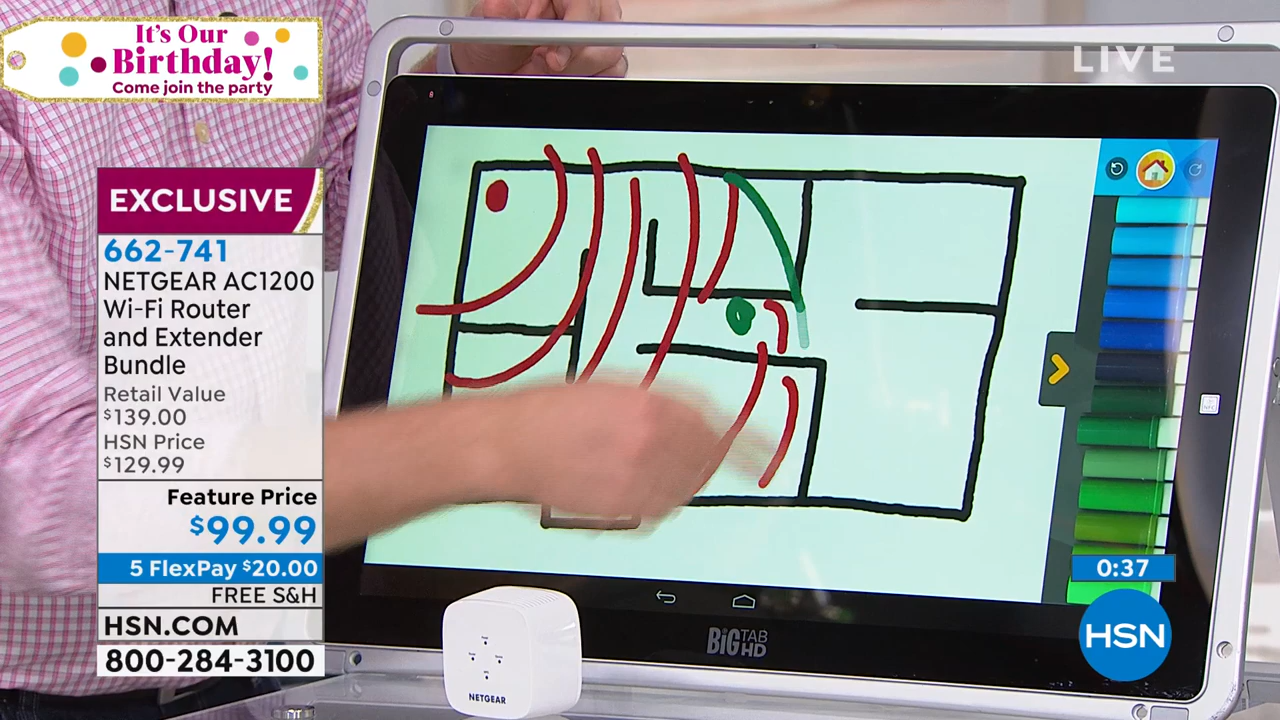 It's Our
Birthday!
Come join the party
LIVE
EXCLUSIVE
662-741
NETGEAR AC1200
Wi-Fi Router
and Extender
Bundle
Retail Value
$139.00
HSN Price
$129.99
Feature Price
$99.99
5 FlexPay $20.00
FREE S&H
HSN.COM
800-284-3100
0:37
HSN
BiG TAB HD
NETGEAR